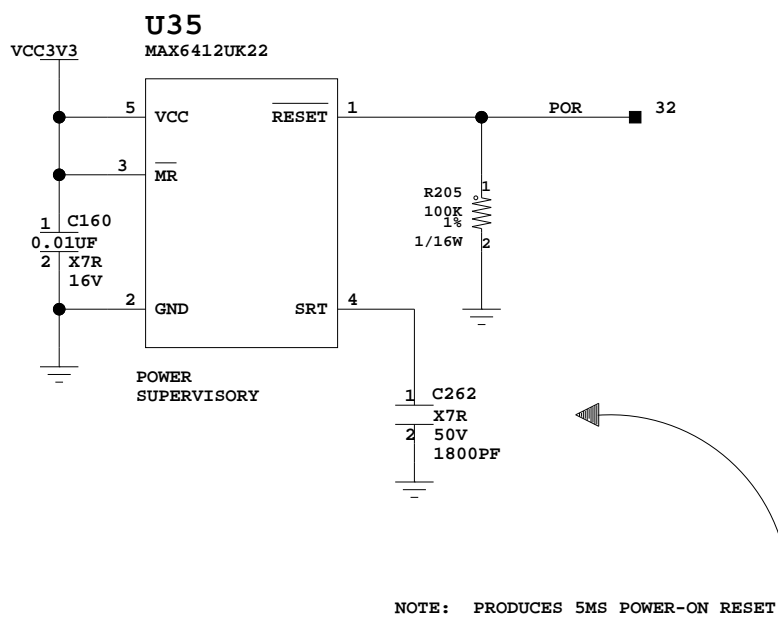 U35
MAX6412UK22
VCC3V3
5 VCC RESET 1 POR 32
3 MR
R205 1
100K
1%
1/16W 2
1 C160
0.01UF
2 X7R
16V
2 GND SRT 4
POWER
SUPERVISORY
1 C262
X7R
2 50V
1800PF
NOTE: PRODUCES 5MS POWER-ON RESET